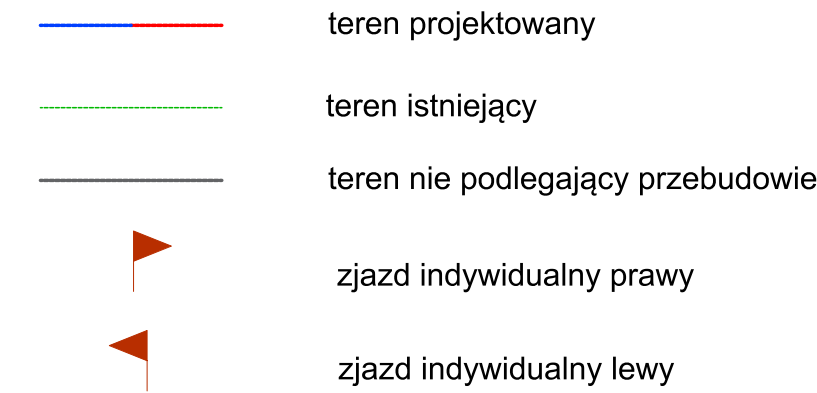 teren projektowany
teren istniejący
teren nie podlegający przebudowie
zjazd indywidualny prawy
zjazd indywidualny lewy